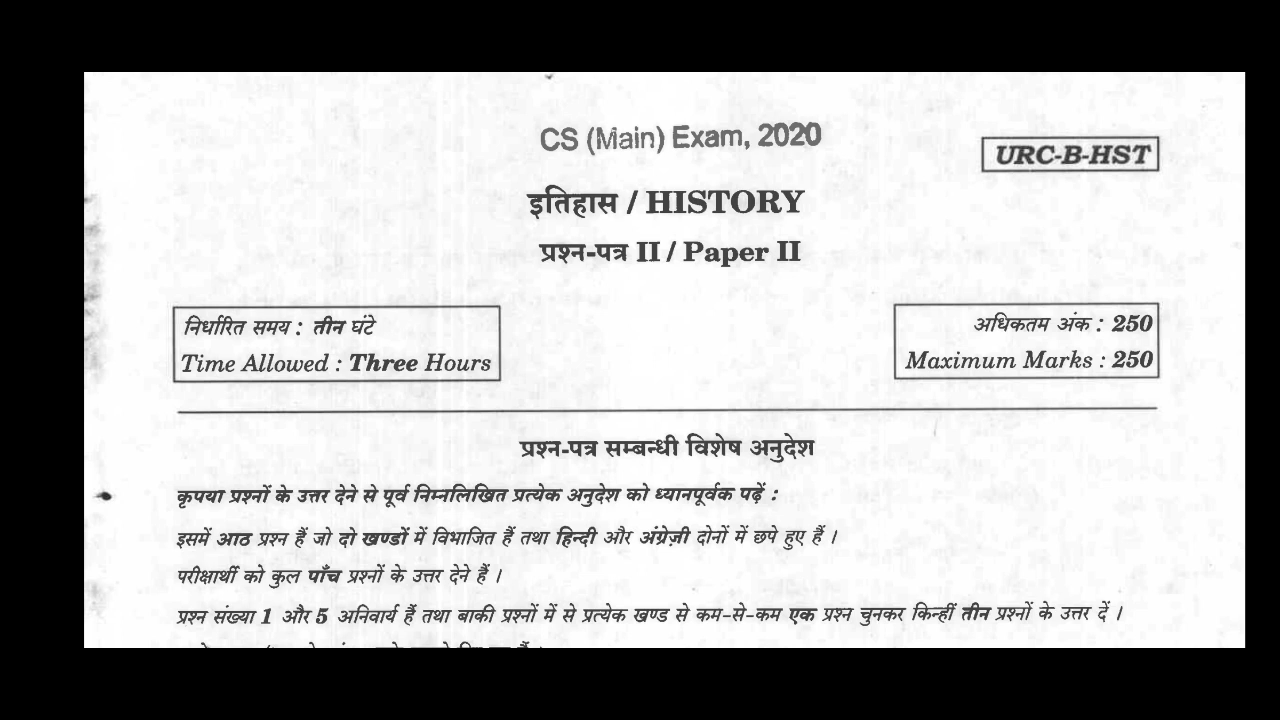 CS (Main) Exam, 2020
URC-B-HST
इतिहास / HISTORY
प्रश्न-पत्र II / Paper II
निर्धारित समय : तीन घंटे
Time Allowed : Three Hours
अधिकतम अंक : 250
Maximum Marks : 250
प्रश्न-पत्र सम्बन्धी विशेष अनुदेश
कृपया प्रश्नों के उत्तर देने से पूर्व निम्नलिखित प्रत्येक अनुदेश को ध्यानपूर्वक पढ़ें :
इसमें आठ प्रश्न हैं जो दो खण्डों में विभाजित हैं तथा हिन्दी और अंग्रेज़ी दोनों में छपे हुए हैं ।
परीक्षार्थी को कुल पाँच प्रश्नों के उत्तर देने हैं ।
प्रश्न संख्या 1 और 5 अनिवार्य हैं तथा बाकी प्रश्नों में से प्रत्येक खण्ड से कम-से-कम एक प्रश्न चुनकर किन्हीं तीन प्रश्नों के उत्तर दें ।